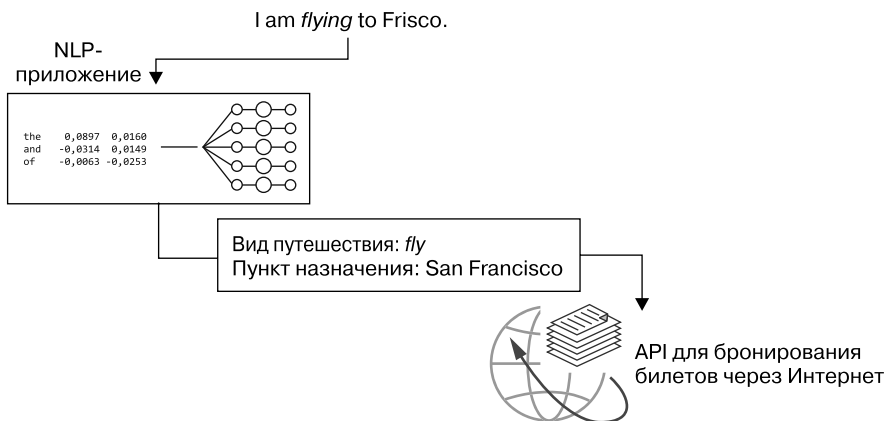 I am flying to Frisco.
NLP-
приложение
the 0,0897 0,0160
and -0,0314 0,0149
of -0,0063 -0,0253
Вид путешествия: fly
Пункт назначения: San Francisco
API для бронирования
билетов через Интернет